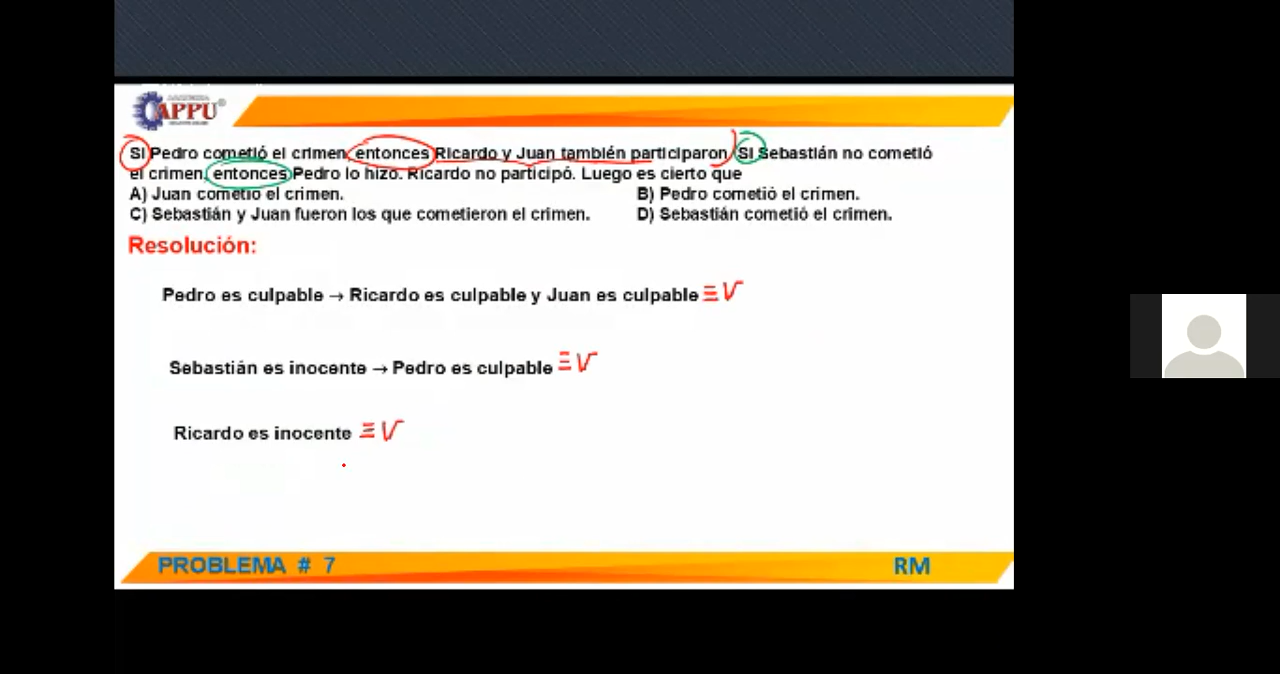 APPU
Si Pedro cometió el crimen, entonces Ricardo y Juan también participaron. Si Sebastián no cometió
el crimen, entonces Pedro lo hizo. Ricardo no participó. Luego es cierto que
A) Juan cometió el crimen. B) Pedro cometió el crimen.
C) Sebastián y Juan fueron los que cometieron el crimen. D) Sebastián cometió el crimen.
Resolución:
Pedro es culpable → Ricardo es culpable y Juan es culpable ≡ V
Sebastián es inocente → Pedro es culpable ≡ V
Ricardo es inocente ≡ V
PROBLEMA # 7 RM